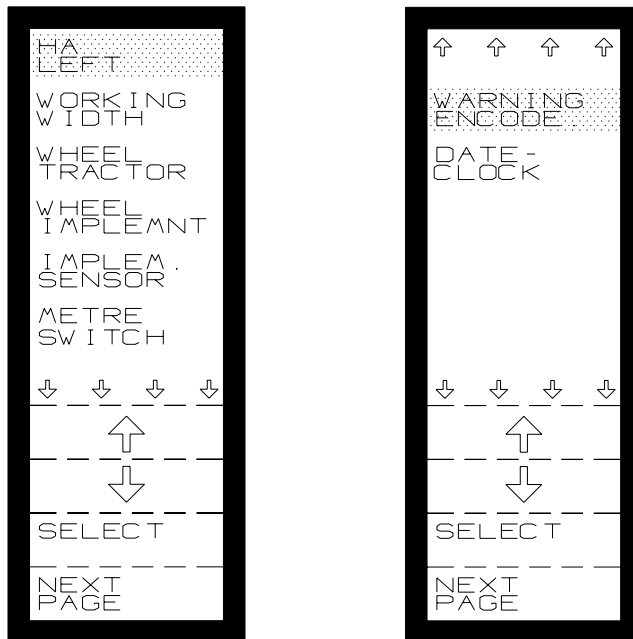 HA
LEFT
WORKING
WIDTH
WHEEL
TRACTOR
WHEEL
IMPLEMNT
IMPLEM.
SENSOR
METRE
SWITCH
SELECT
NEXT
PAGE
WARNING
ENCODE.
DATE-
CLOCK
SELECT
NEXT
PAGE